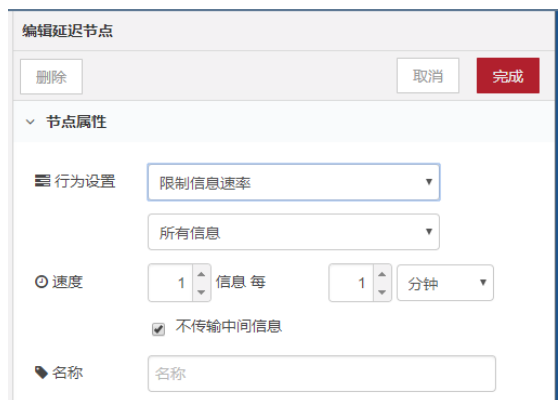 编辑延迟节点
删除 取消 完成
节点属性
行为设置 限制信息速率
所有信息
速度 1 信息 每 1 分钟
不传输中间信息
名称 名称